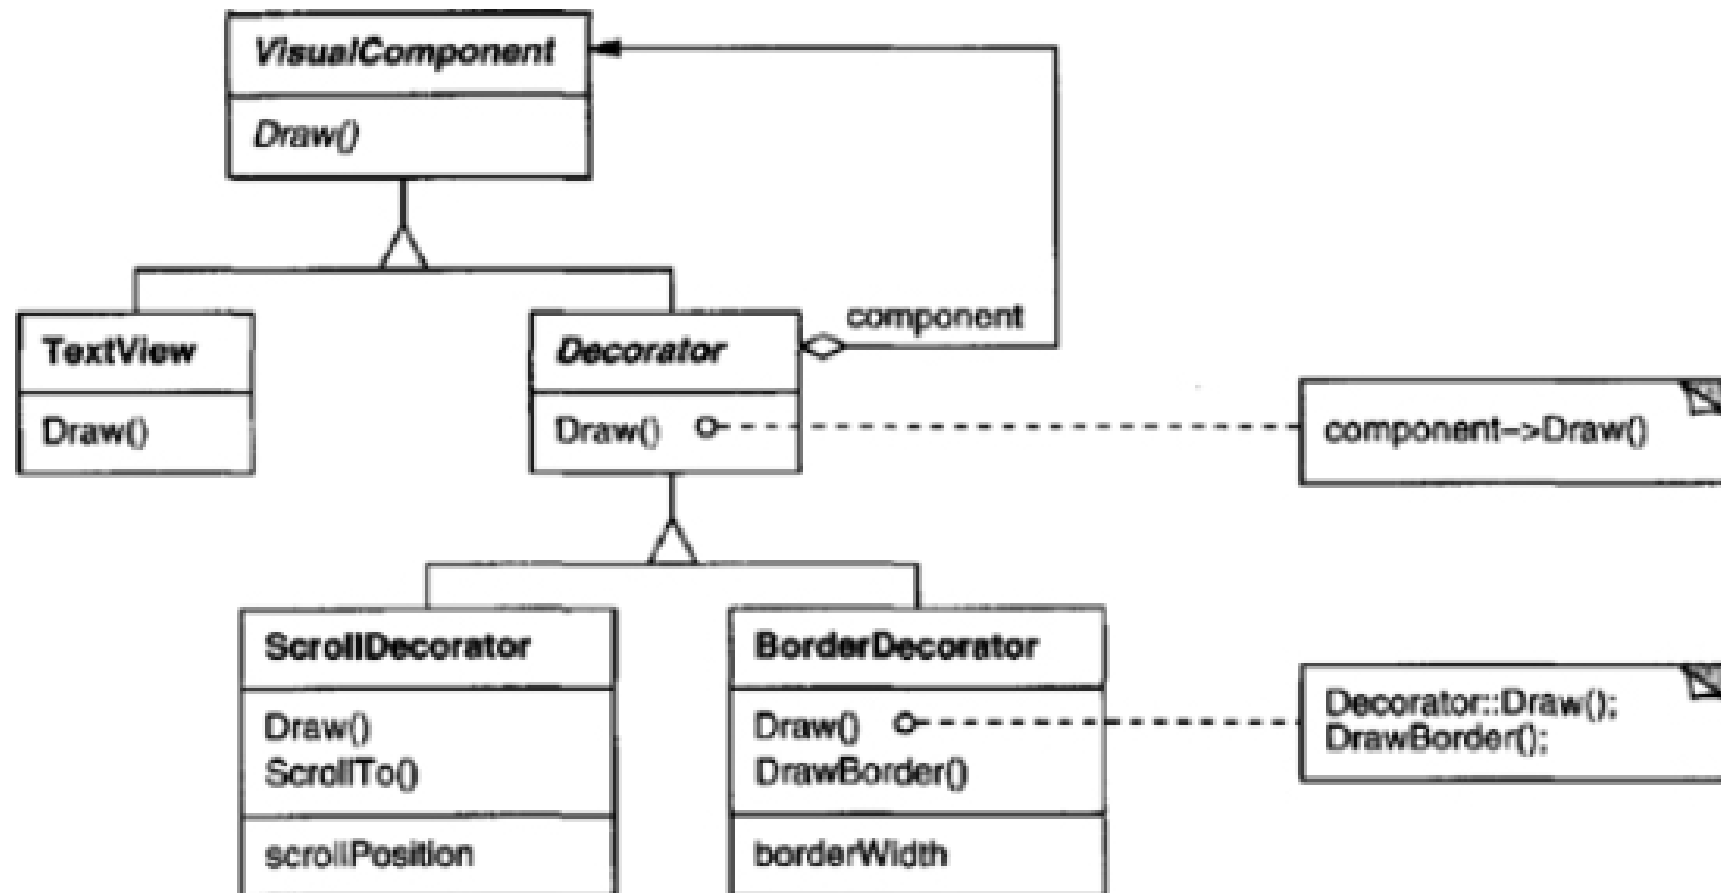 VisualComponent
Draw()
component
TextView
Decorator
Draw()
Draw()
component->Draw()
ScrollDecorator
BorderDecorator
Draw()
ScrollTo()
Draw()
DrawBorder()
Decorator::Draw();
DrawBorder();
scrollPosition
borderWidth